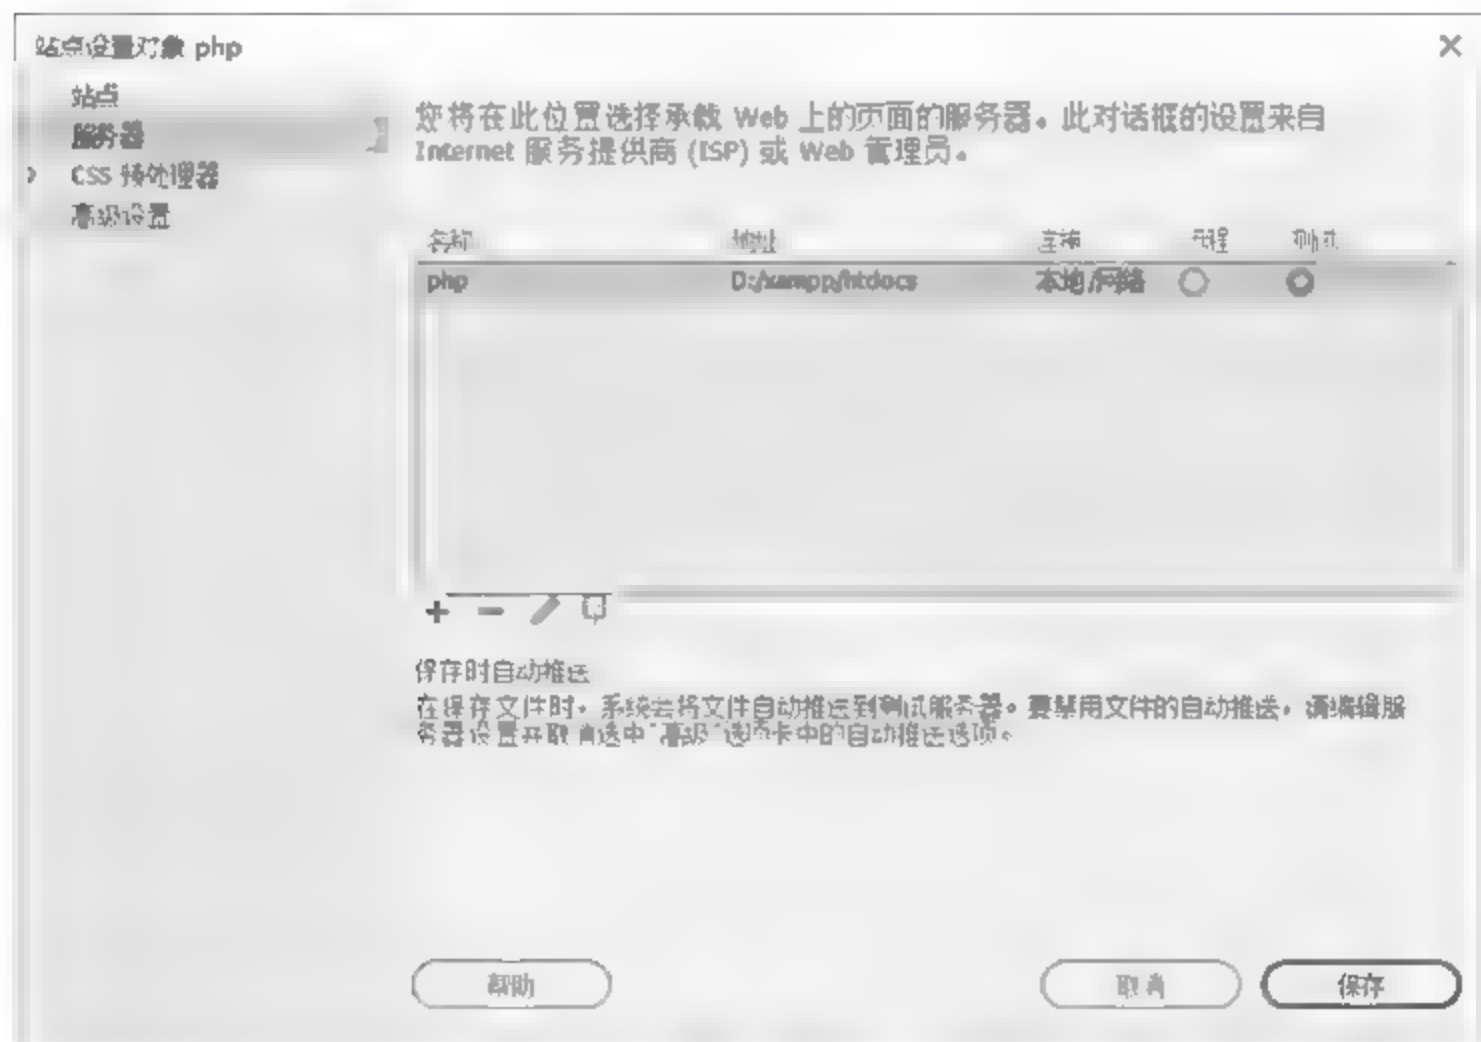 站点设置对象 php
站点
服务器
CSS 预处理器
高级设置
您将在此位置选择承载 Web 上的页面的服务器。此对话框的设置来自
Internet 服务提供商 (ISP) 或 Web 管理员。
名称 地址 连接 远程 测试
php D:/xampp/htdocs 本地/网络
保存时自动推送
在保存文件时，系统会将文件自动推送到测试服务器。要禁用文件的自动推送，请编辑服
务器设置并取消选中"高级"选项卡中的自动推送选项。
帮助 取消 保存